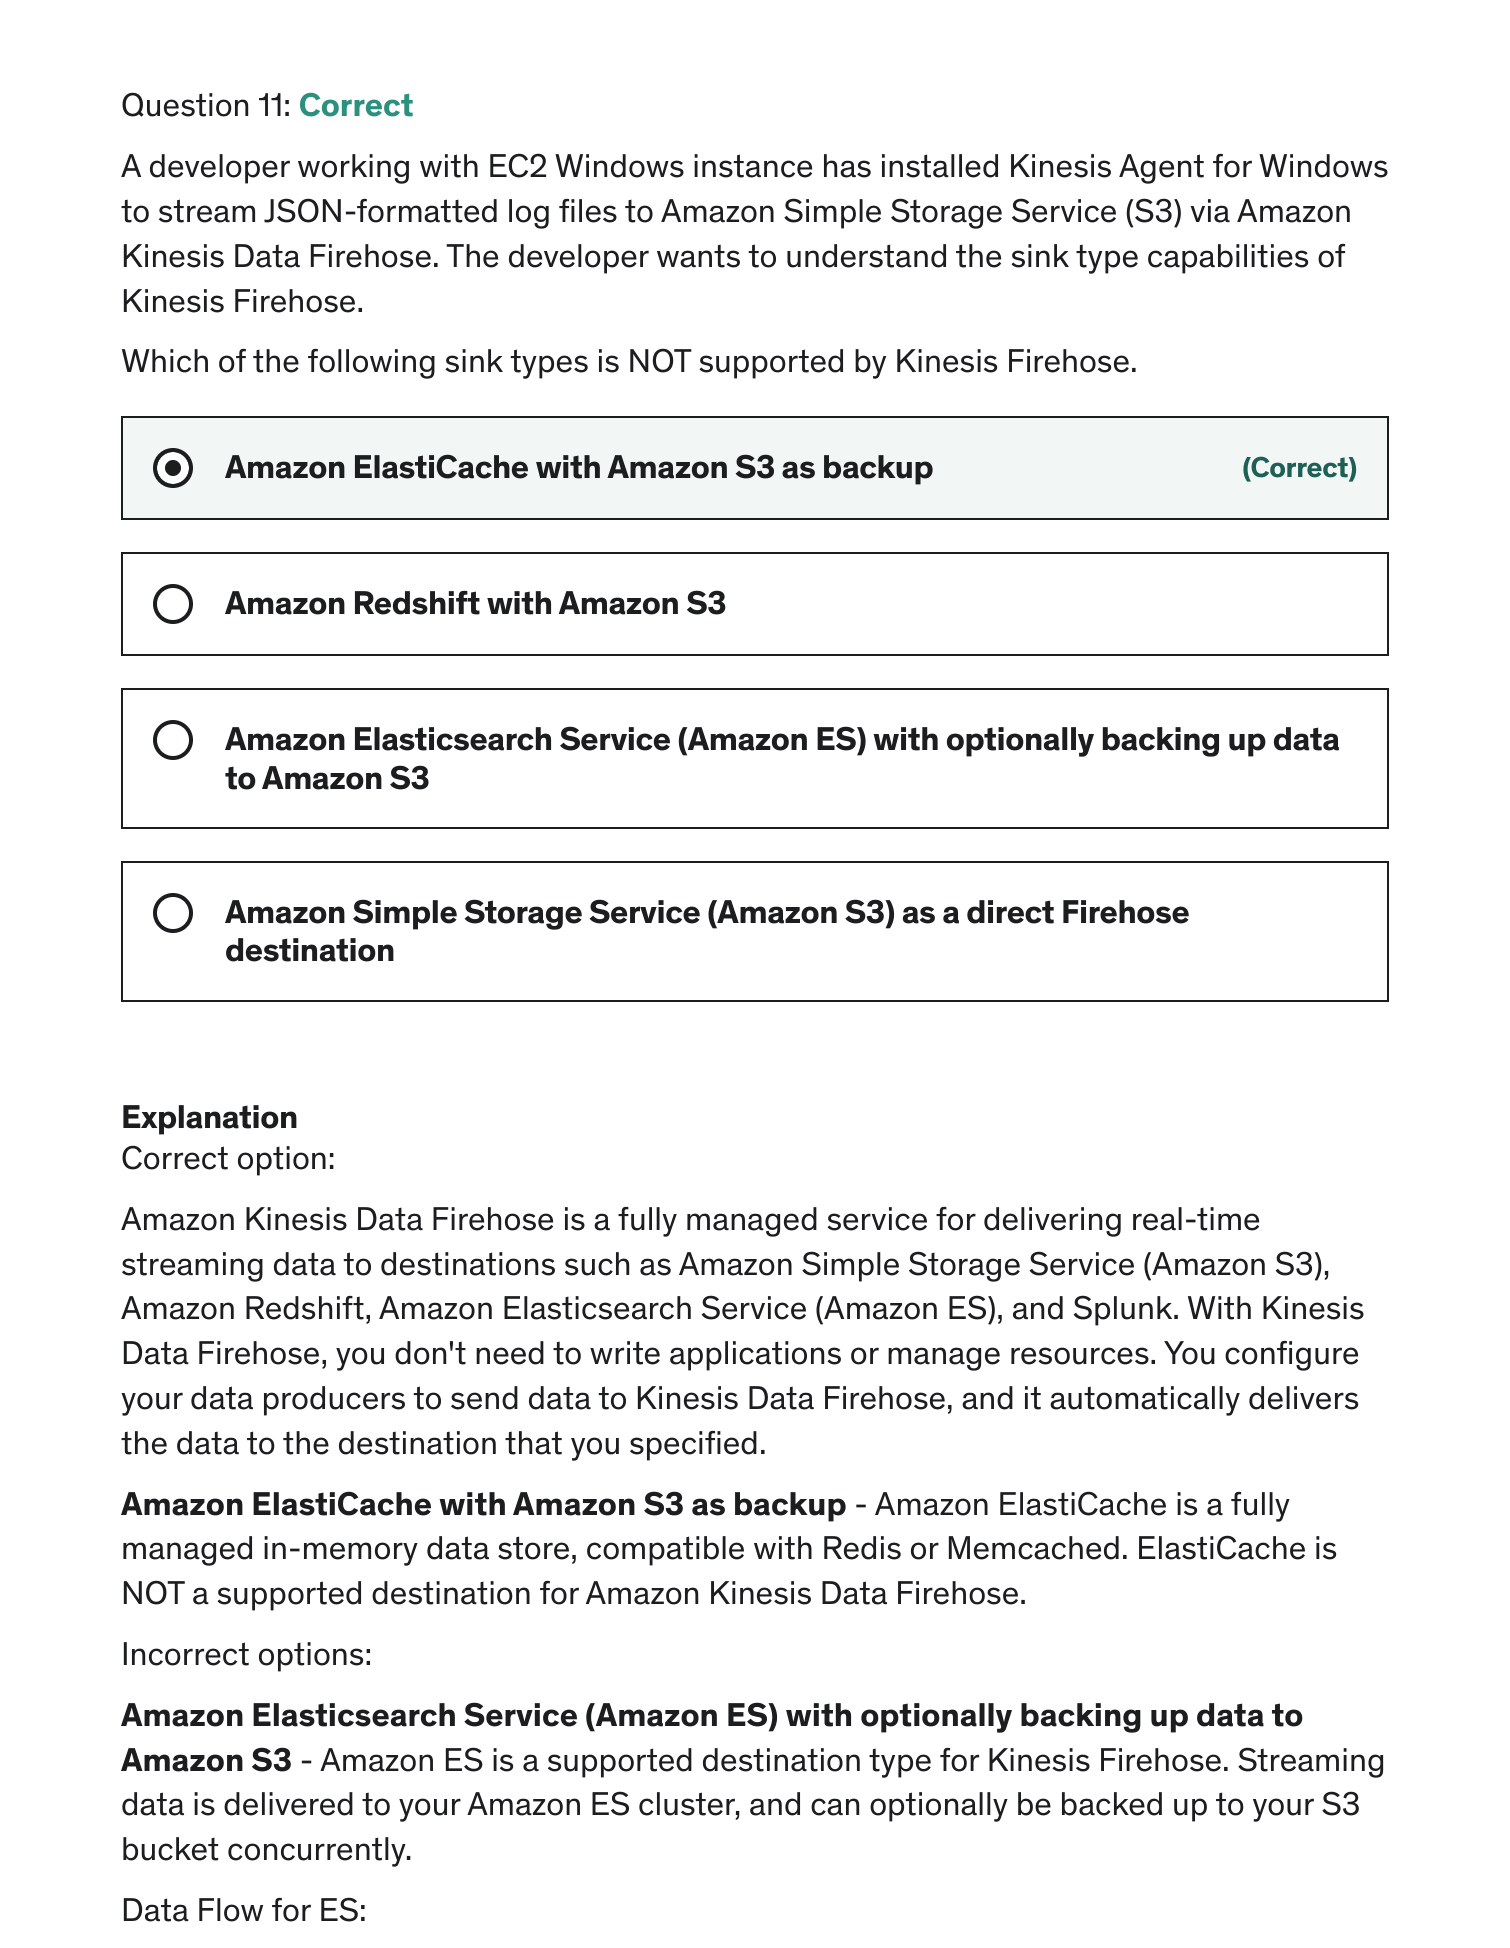 Question 11: Correct
A developer working with EC2 Windows instance has installed Kinesis Agent for Windows
to stream JSON-formatted log files to Amazon Simple Storage Service (S3) via Amazon
Kinesis Data Firehose. The developer wants to understand the sink type capabilities of
Kinesis Firehose.
Which of the following sink types is NOT supported by Kinesis Firehose.
Amazon ElastiCache with Amazon S3 as backup (Correct)
Amazon Redshift with Amazon S3
Amazon Elasticsearch Service (Amazon ES) with optionally backing up data
to Amazon S3
Amazon Simple Storage Service (Amazon S3) as a direct Firehose
destination
Explanation
Correct option:
Amazon Kinesis Data Firehose is a fully managed service for delivering real-time
streaming data to destinations such as Amazon Simple Storage Service (Amazon S3),
Amazon Redshift, Amazon Elasticsearch Service (Amazon ES), and Splunk. With Kinesis
Data Firehose, you don't need to write applications or manage resources. You configure
your data producers to send data to Kinesis Data Firehose, and it automatically delivers
the data to the destination that you specified.
Amazon ElastiCache with Amazon S3 as backup - Amazon ElastiCache is a fully
managed in-memory data store, compatible with Redis or Memcached. ElastiCache is
NOT a supported destination for Amazon Kinesis Data Firehose.
Incorrect options:
Amazon Elasticsearch Service (Amazon ES) with optionally backing up data to
Amazon S3 - Amazon ES is a supported destination type for Kinesis Firehose. Streaming
data is delivered to your Amazon ES cluster, and can optionally be backed up to your S3
bucket concurrently.
Data Flow for ES: